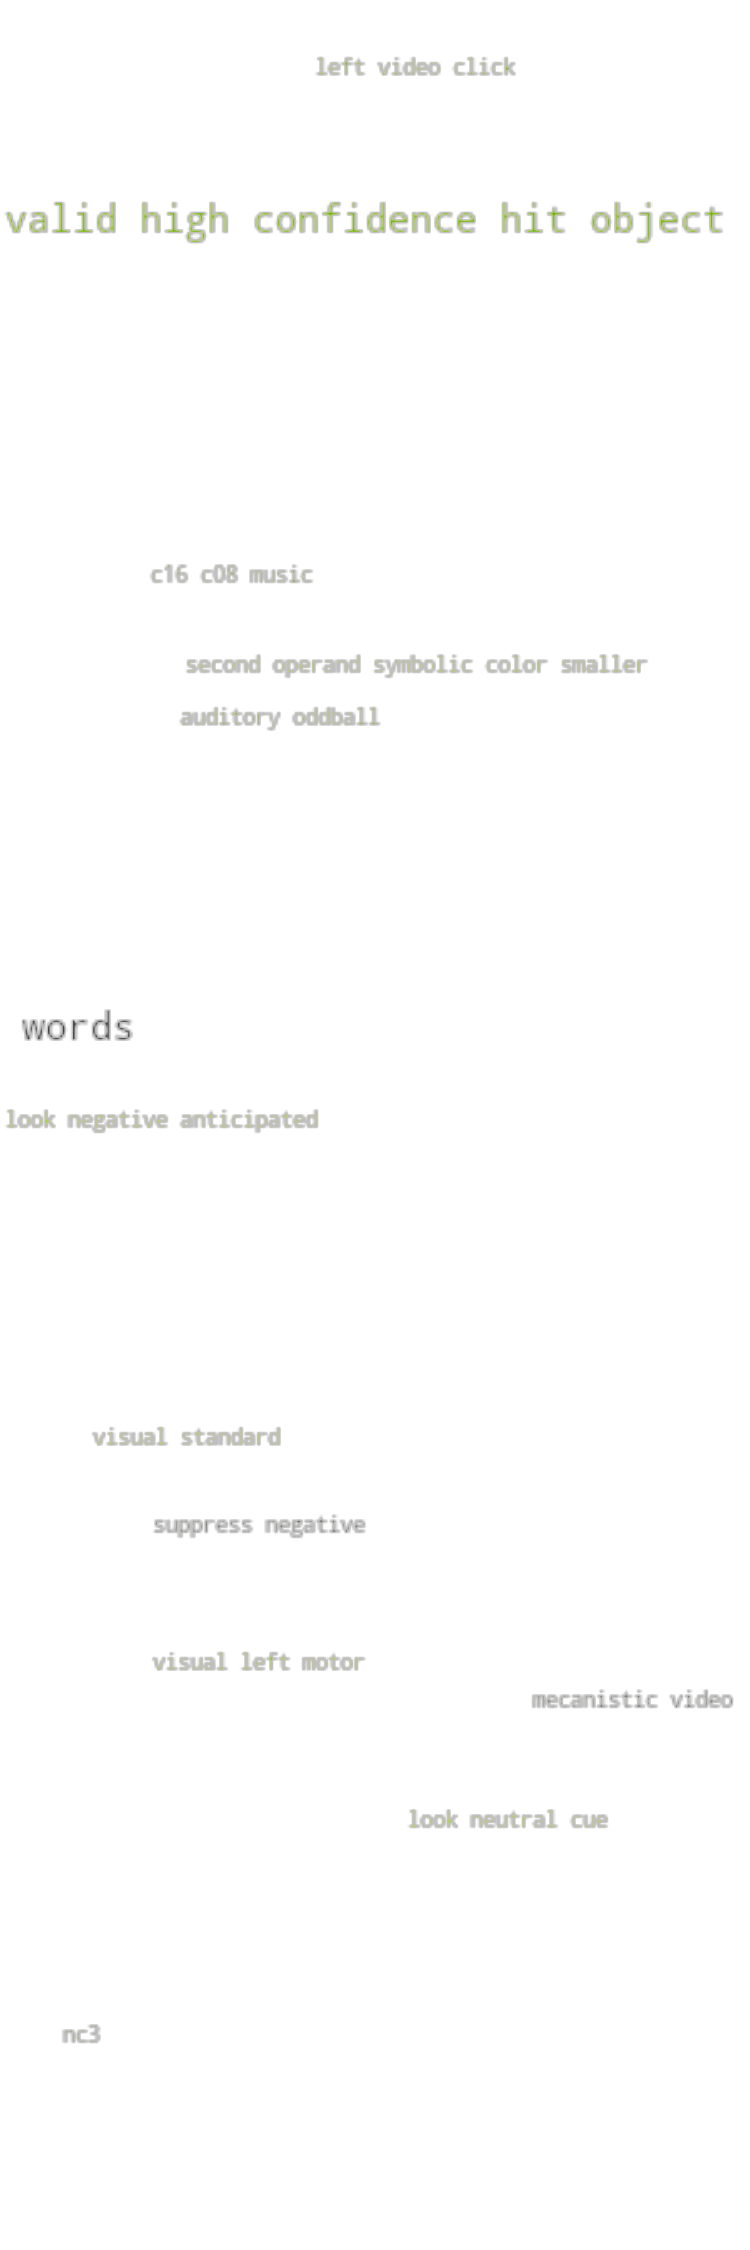 left video click
valid high confidence hit object
c16 c08 music
second operand symbolic color smaller
auditory oddball
words
look negative anticipated
visual standard
suppress negative
visual left motor
mecanistic video
look neutral cue
nc3